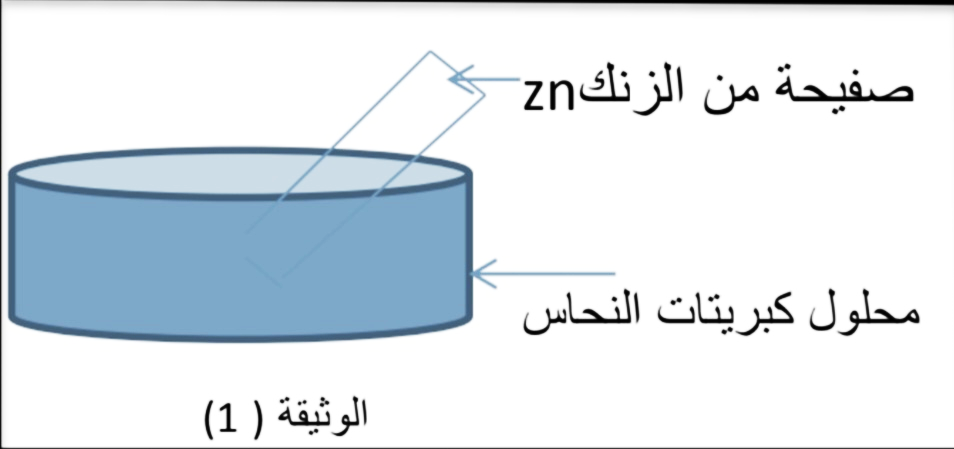 صفيحة من الزنكzn
محلول كبريتات النحاس
الوثيقة ( 1)